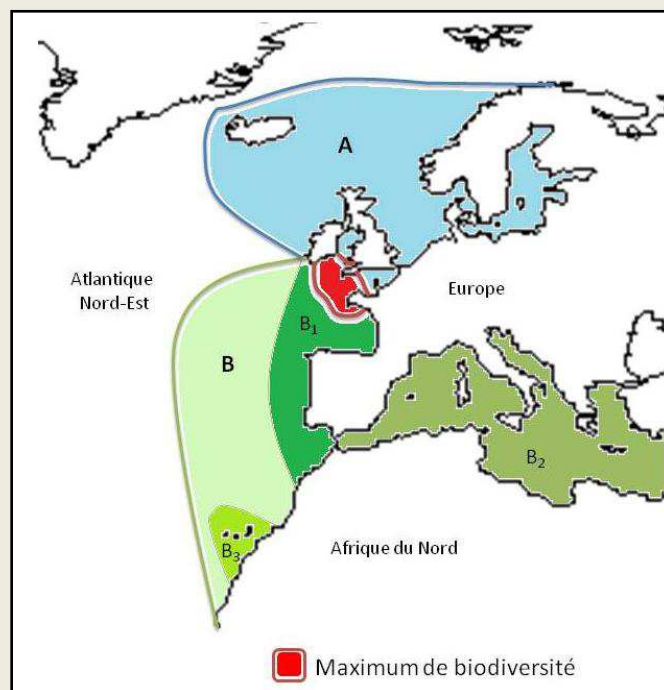 A
Atlantique
Nord-Est
Europe
B₁
B
B₂
B₃
Afrique du Nord
Maximum de biodiversité